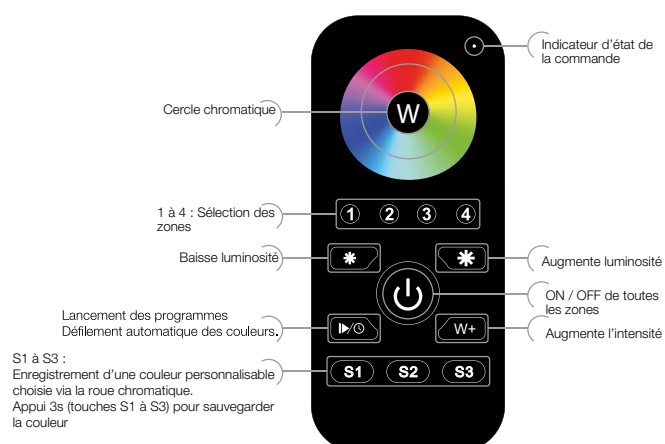 Indicateur d'état de
la commande
Cercle chromatique
W
1 à 4 : Sélection des
zones
1 2 3 4
Baisse luminosité
Augmente luminosité
ON / OFF de toutes
les zones
Lancement des programmes
Défilement automatique des couleurs.
W+
Augmente l'intensité
S1 à S3 :
Enregistrement d'une couleur personnalisable
choisie via la roue chromatique.
Appui 3s (touches S1 à S3) pour sauvegarder
la couleur
S1 S2 S3